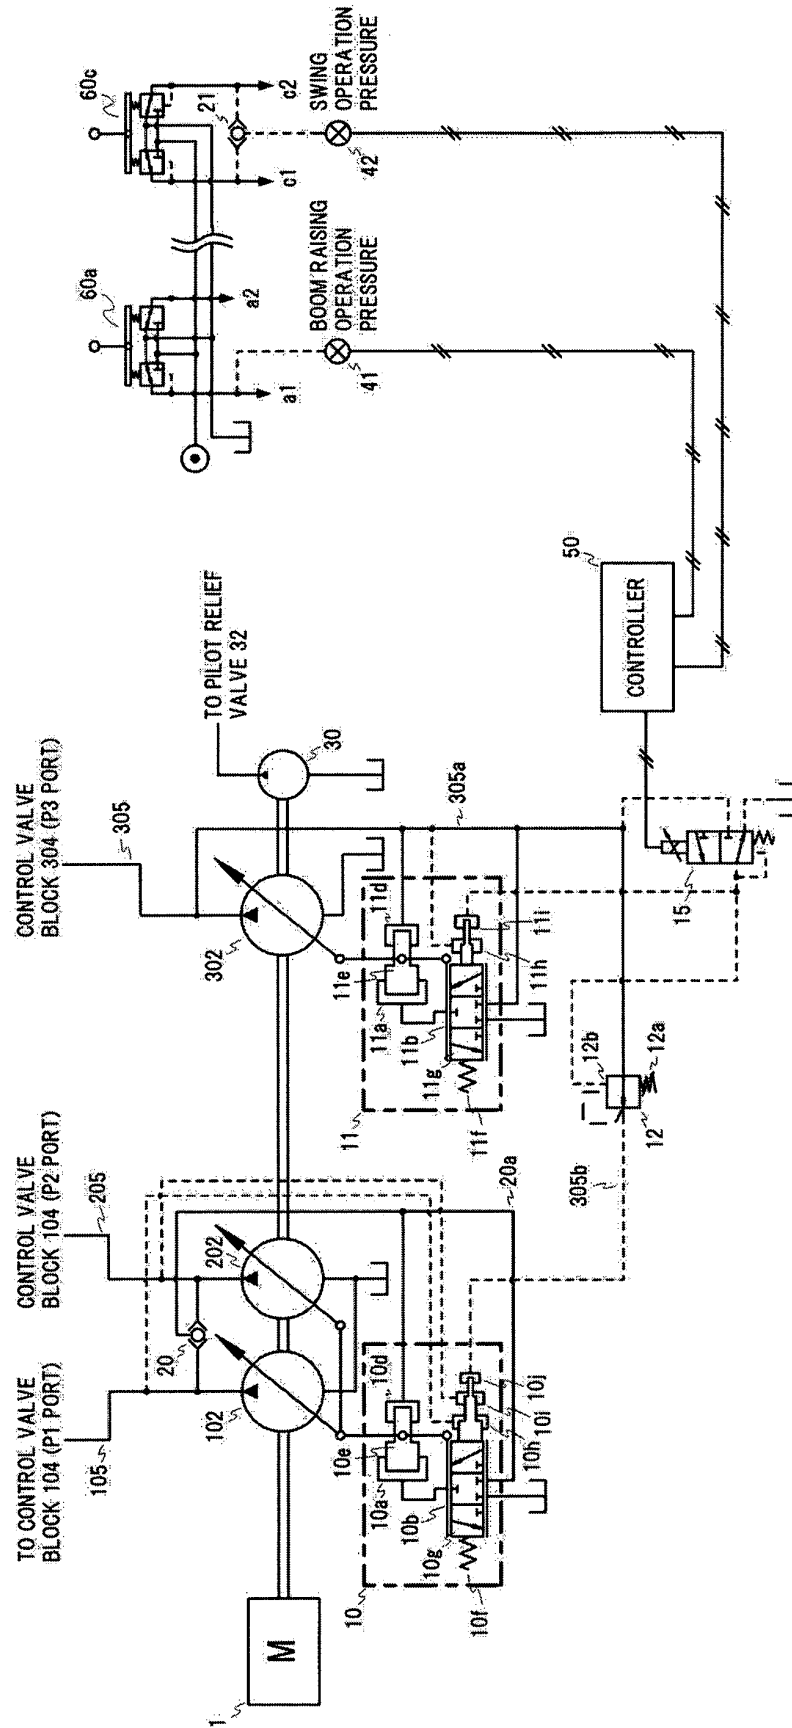 TO CONTROL VALVE
BLOCK 104 (P1 PORT)
CONTROL VALVE
BLOCK 104 (P2 PORT)
CONTROL VALVE
BLOCK 304 (P3 PORT)
105
205
305
TO PILOT RELIEF
VALVE 32
20
102
202
302
30
1
M
10
10a
10b
10d
10e
10f
10g
10h
10i
10j
20a
11
11a
11b
11d
11e
11f
11g
11h
11i
305a
305b
12
12a
12b
15
50
CONTROLLER
60a
60c
a1
a2
c1
c2
21
41
42
BOOM RAISING
OPERATION
PRESSURE
SWING
OPERATION
PRESSURE